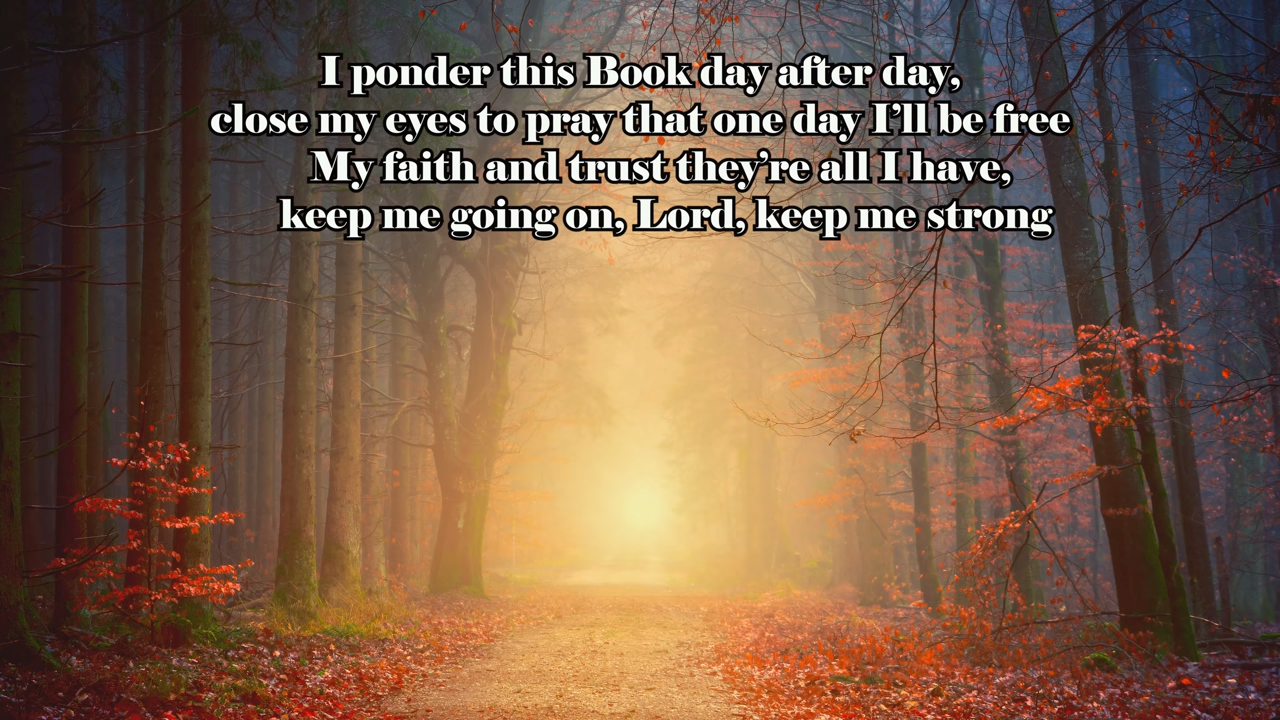 I ponder this Book day after day,
close my eyes to pray that one day I'll be free
My faith and trust they're all I have,
keep me going on, Lord, keep me strong